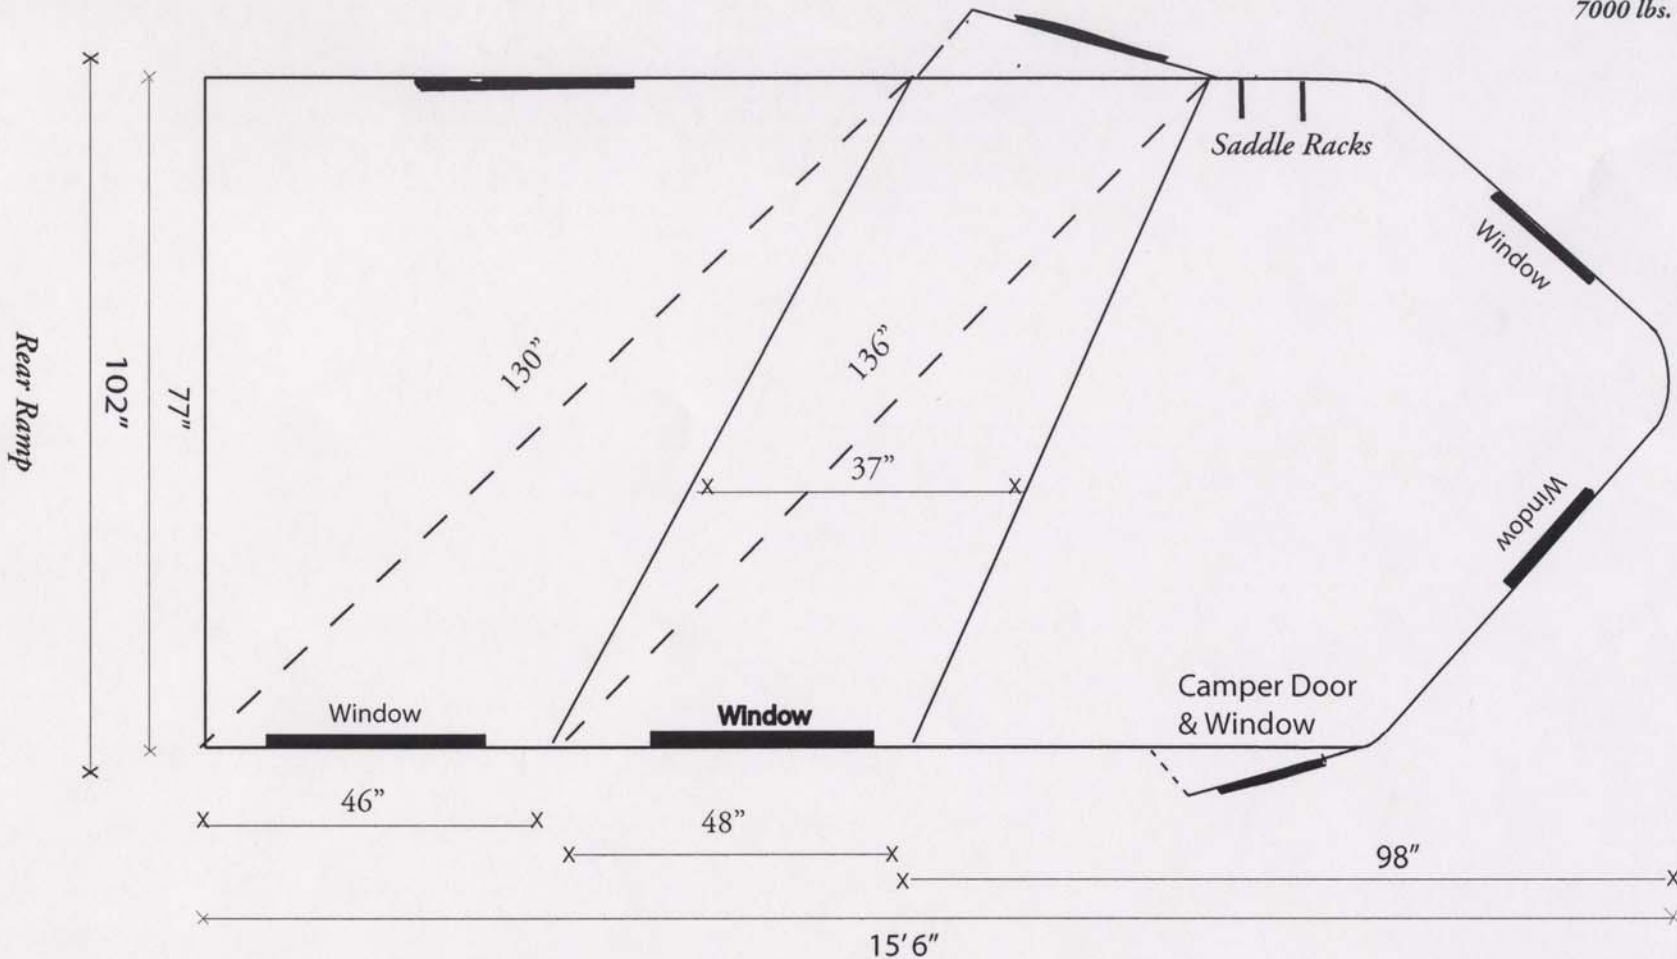 7000 lbs.
Saddle Racks
Window
Rear Ramp
102"
77"
130”
136”
37”
Window
Camper Door
& Window
Window
Window
46”
48”
98”
15’6”